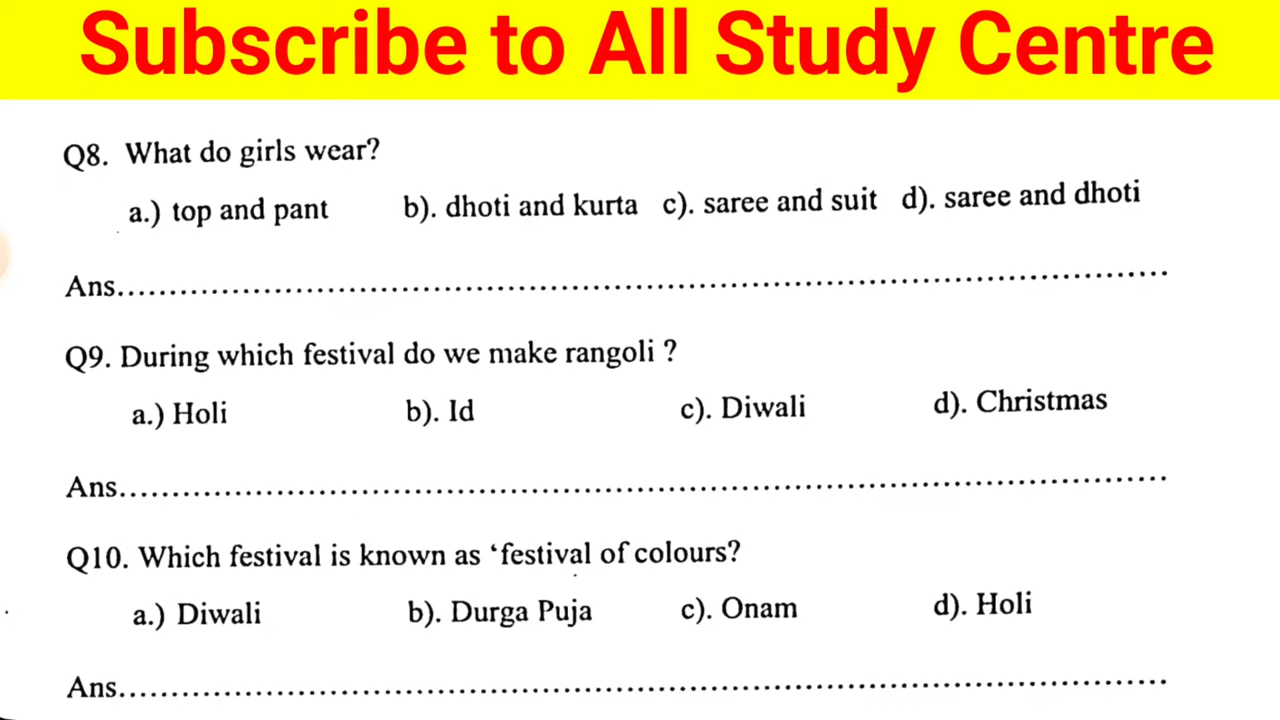 Subscribe to All Study Centre
Q8. What do girls wear?
a.) top and pant b). dhoti and kurta c). saree and suit d). saree and dhoti
Ans....................................................................................................
Q9. During which festival do we make rangoli ?
a.) Holi b). Id c). Diwali d). Christmas
Ans....................................................................................................
Q10. Which festival is known as ‘festival of colours?
a.) Diwali b). Durga Puja c). Onam d). Holi
Ans....................................................................................................